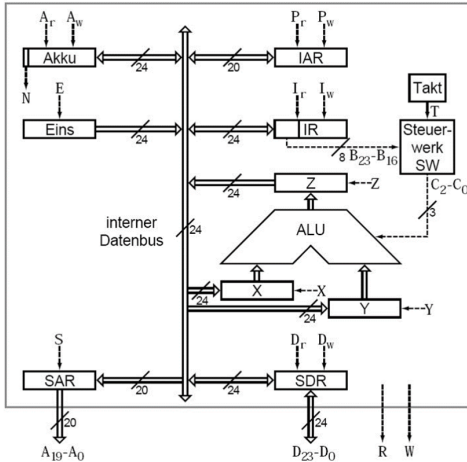 Ar Aw Pr Pw
Akku 24 20 IAR
N E Ir Iw Takt
T
Eins 24 24 IR Steuer-
werk
SW
8 B23-B16
C2-C0
24 Z Z 3
interner
Datenbus
24
ALU
24 X X
24 Y Y
S Dr Dw
SAR 20 24 SDR
20 24
A19-A0 D23-D0 R W